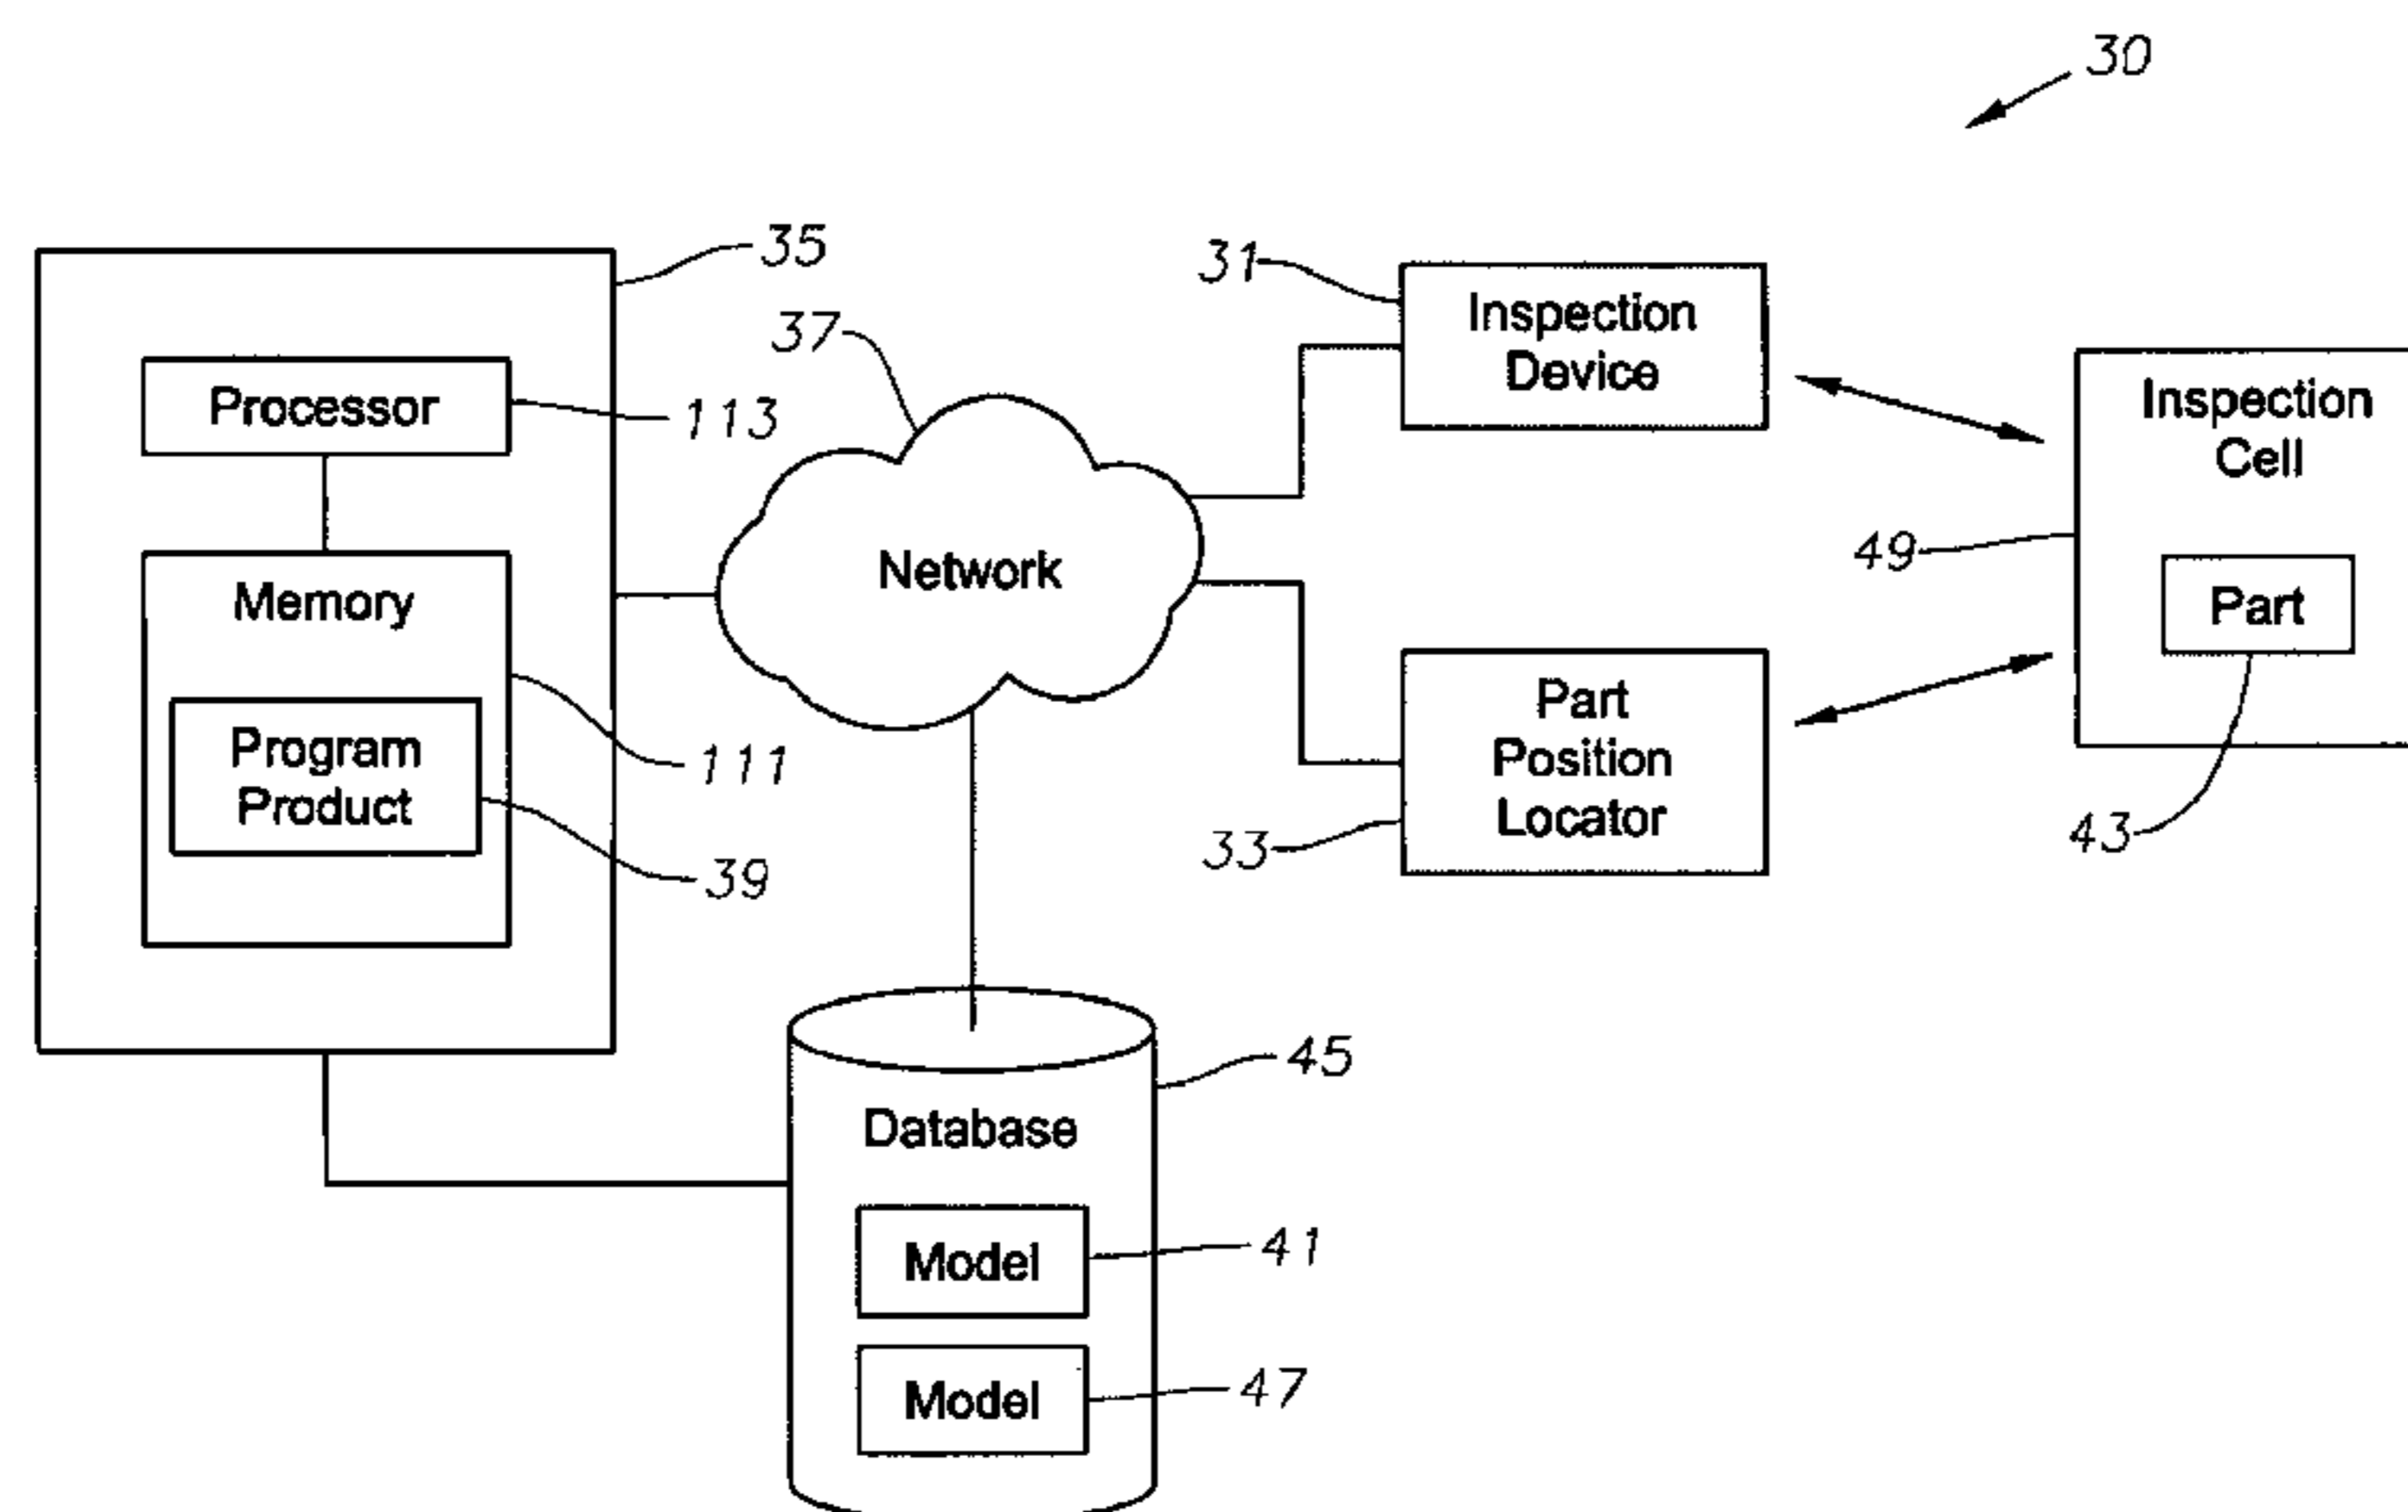 30
35
31
Inspection
Device
37
Processor
113
Inspection
Cell
Network
49
Memory
Part
Part
Position
Locator
Program
Product
111
33
43
39
45
Database
Model
41
Model
47